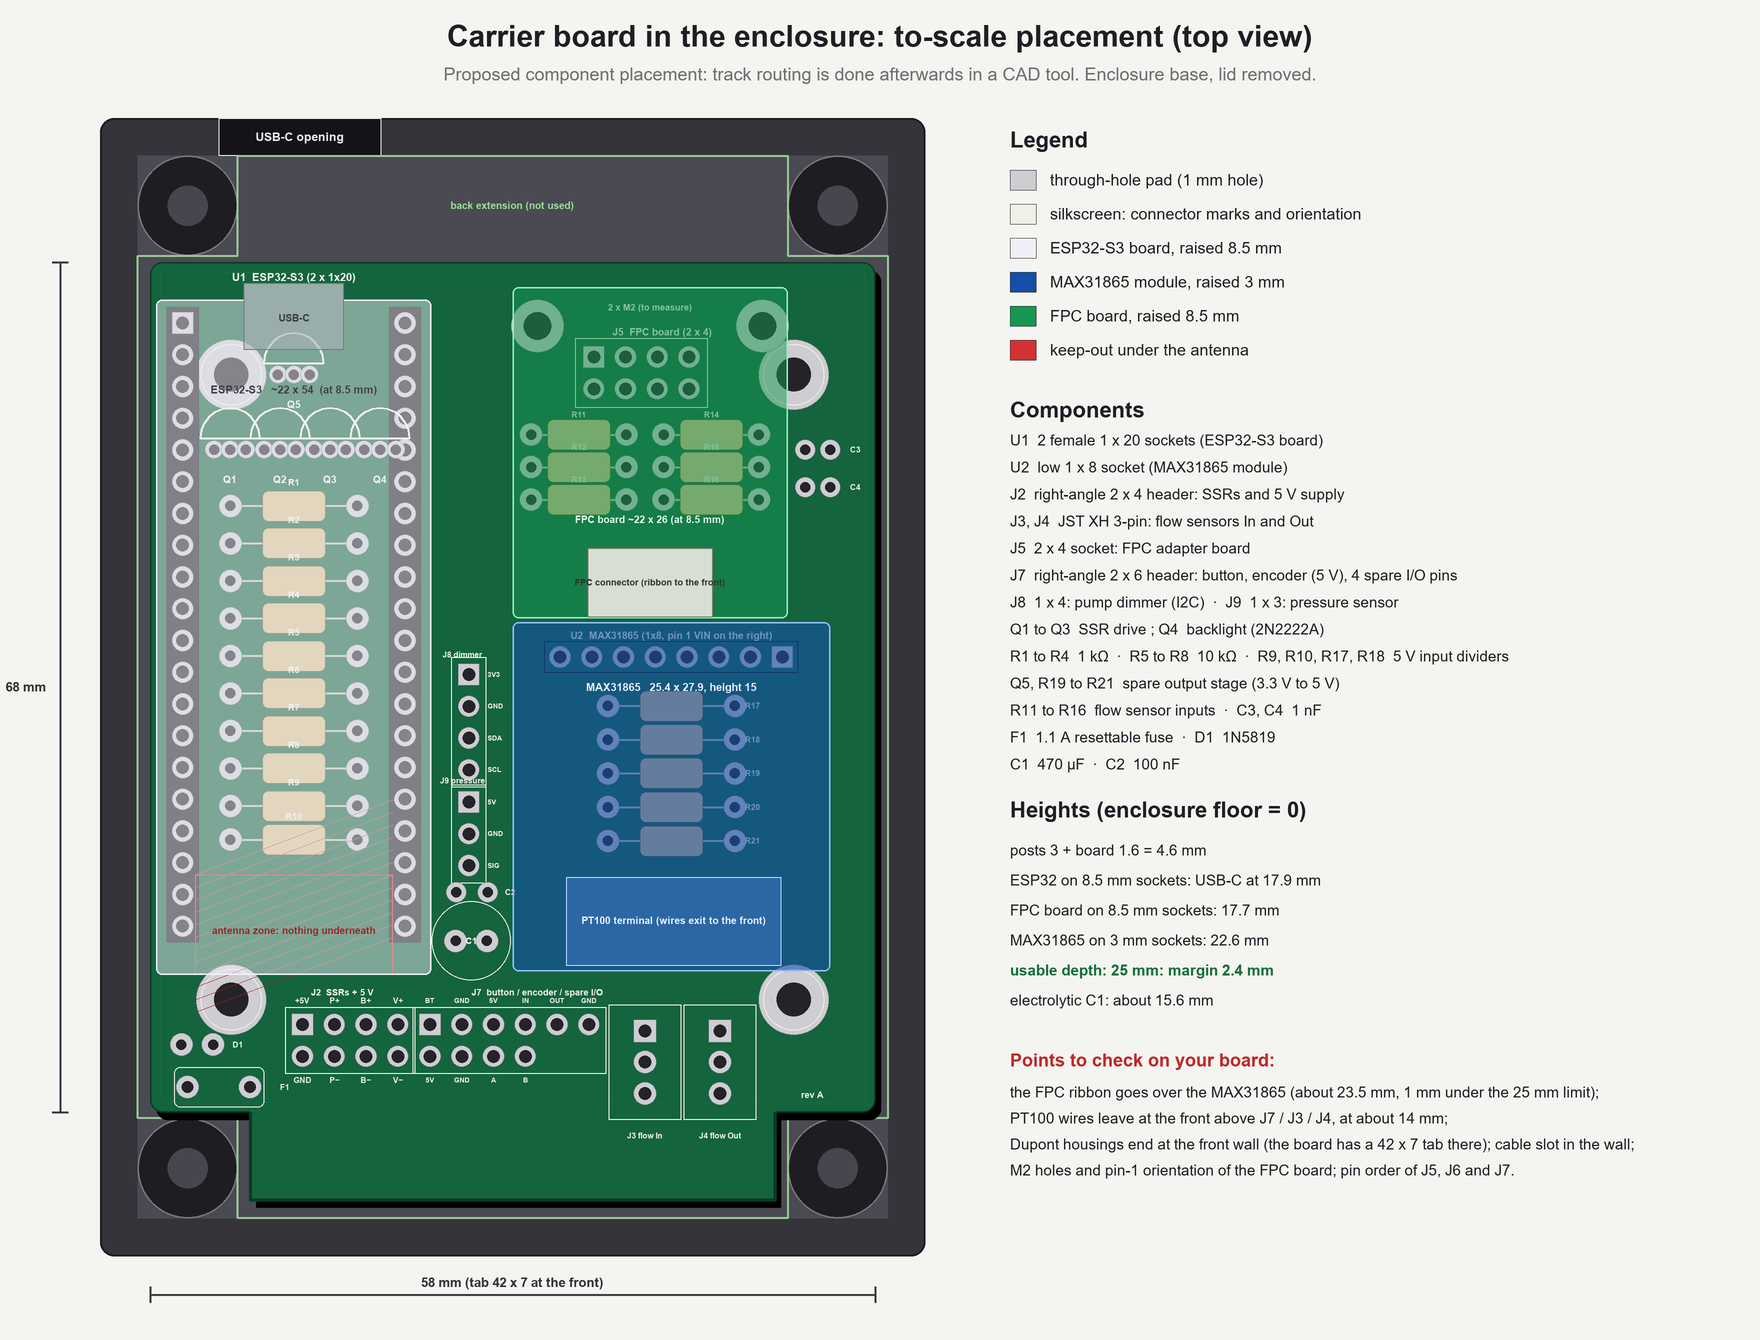 Carrier board in the enclosure: to-scale placement (top view)
Proposed component placement: track routing is done afterwards in a CAD tool. Enclosure base, lid removed.
USB-C opening
back extension (not used)
U1 ESP32-S3 (2 x 1x20)
USB-C
ESP32-S3 ~22 x 54 (at 8.5 mm)
Q5
Q1
Q2
Q3
Q4
R1
R2
R3
R4
R5
R6
R7
R8
R9
R10
antenna zone: nothing underneath
2 x M2 (to measure)
J5 FPC board (2 x 4)
R11
R14
R12
R15
R13
R16
FPC board ~22 x 26 (at 8.5 mm)
FPC connector (ribbon to the front)
C3
C4
U2 MAX31865 (1x8, pin 1 VIN on the right)
MAX31865 25.4 x 27.9, height 15
R17
R18
R19
R20
R21
PT100 terminal (wires exit to the front)
J8 dimmer
3V3
GND
SDA
SCL
J9 pressure
5V
GND
SIG
C2
C1
J2 SSRs + 5 V
+5V P+ B+ V+
GND P− B− V−
J7 button / encoder / spare I/O
BT GND 5V IN OUT GND
5V GND A B
D1
F1
J3 flow In
J4 flow Out
rev A
68 mm
58 mm (tab 42 x 7 at the front)
Legend
through-hole pad (1 mm hole)
silkscreen: connector marks and orientation
ESP32-S3 board, raised 8.5 mm
MAX31865 module, raised 3 mm
FPC board, raised 8.5 mm
keep-out under the antenna
Components
U1 2 female 1 x 20 sockets (ESP32-S3 board)
U2 low 1 x 8 socket (MAX31865 module)
J2 right-angle 2 x 4 header: SSRs and 5 V supply
J3, J4 JST XH 3-pin: flow sensors In and Out
J5 2 x 4 socket: FPC adapter board
J7 right-angle 2 x 6 header: button, encoder (5 V), 4 spare I/O pins
J8 1 x 4: pump dimmer (I2C) · J9 1 x 3: pressure sensor
Q1 to Q3 SSR drive ; Q4 backlight (2N2222A)
R1 to R4 1 kΩ · R5 to R8 10 kΩ · R9, R10, R17, R18 5 V input dividers
Q5, R19 to R21 spare output stage (3.3 V to 5 V)
R11 to R16 flow sensor inputs · C3, C4 1 nF
F1 1.1 A resettable fuse · D1 1N5819
C1 470 µF · C2 100 nF
Heights (enclosure floor = 0)
posts 3 + board 1.6 = 4.6 mm
ESP32 on 8.5 mm sockets: USB-C at 17.9 mm
FPC board on 8.5 mm sockets: 17.7 mm
MAX31865 on 3 mm sockets: 22.6 mm
usable depth: 25 mm: margin 2.4 mm
electrolytic C1: about 15.6 mm
Points to check on your board:
the FPC ribbon goes over the MAX31865 (about 23.5 mm, 1 mm under the 25 mm limit);
PT100 wires leave at the front above J7 / J3 / J4, at about 14 mm;
Dupont housings end at the front wall (the board has a 42 x 7 tab there); cable slot in the wall;
M2 holes and pin-1 orientation of the FPC board; pin order of J5, J6 and J7.